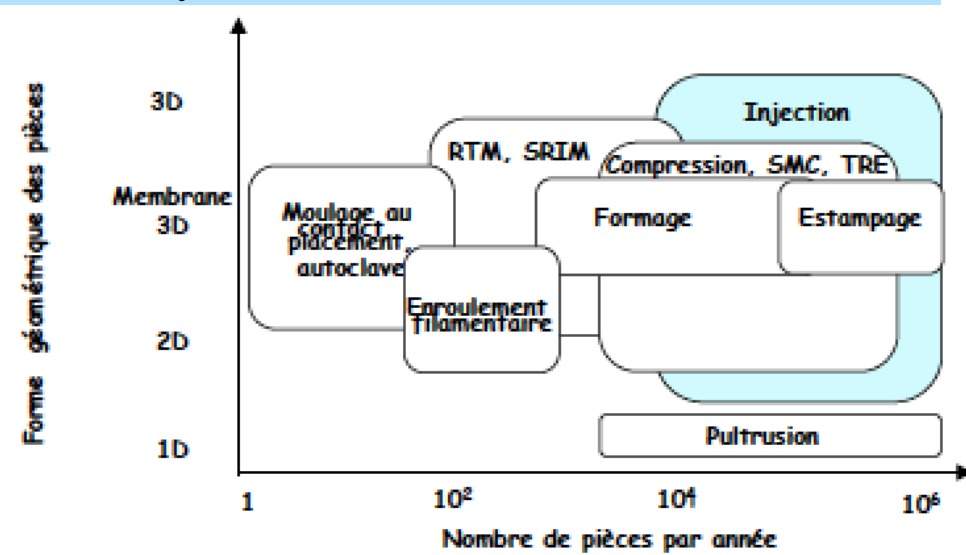 Forme géométrique des pièces
3D
Membrane
3D
2D
1D
Injection
RTM, SRIM
Compression, SMC, TRE
Moulage au
contact,
placement,
autoclave
Formage
Estampage
Enroulement
filamentaire
Pultrusion
1
10²
10⁴
10⁶
Nombre de pièces par année